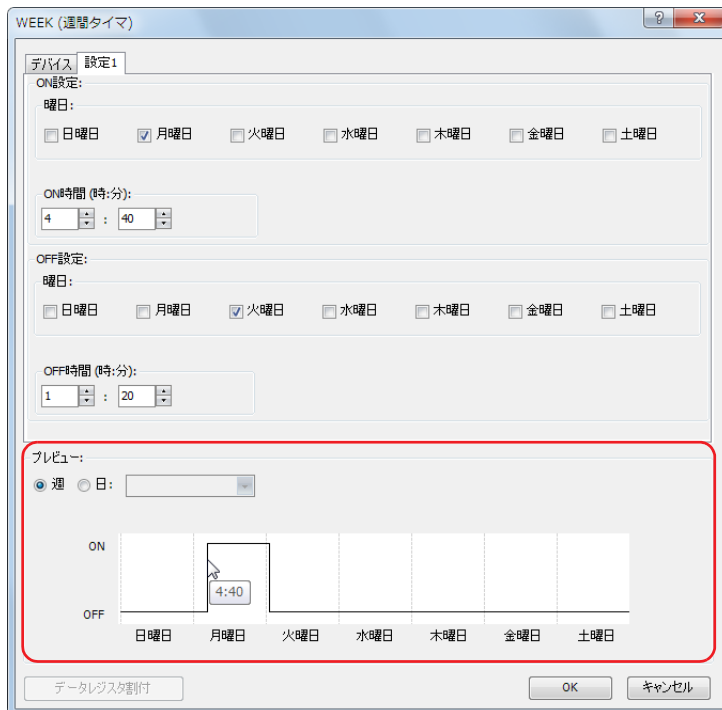 WEEK (週間タイマ)
デバイス 設定1
ON設定:
曜日:
日曜日 月曜日 火曜日 水曜日 木曜日 金曜日 土曜日
ON時間 (時:分):
4 : 40
OFF設定:
曜日:
日曜日 月曜日 火曜日 水曜日 木曜日 金曜日 土曜日
OFF時間 (時:分):
1 : 20
プレビュー:
週 日:
ON
4:40
OFF
日曜日 月曜日 火曜日 水曜日 木曜日 金曜日 土曜日
データレジスタ割付 OK キャンセル